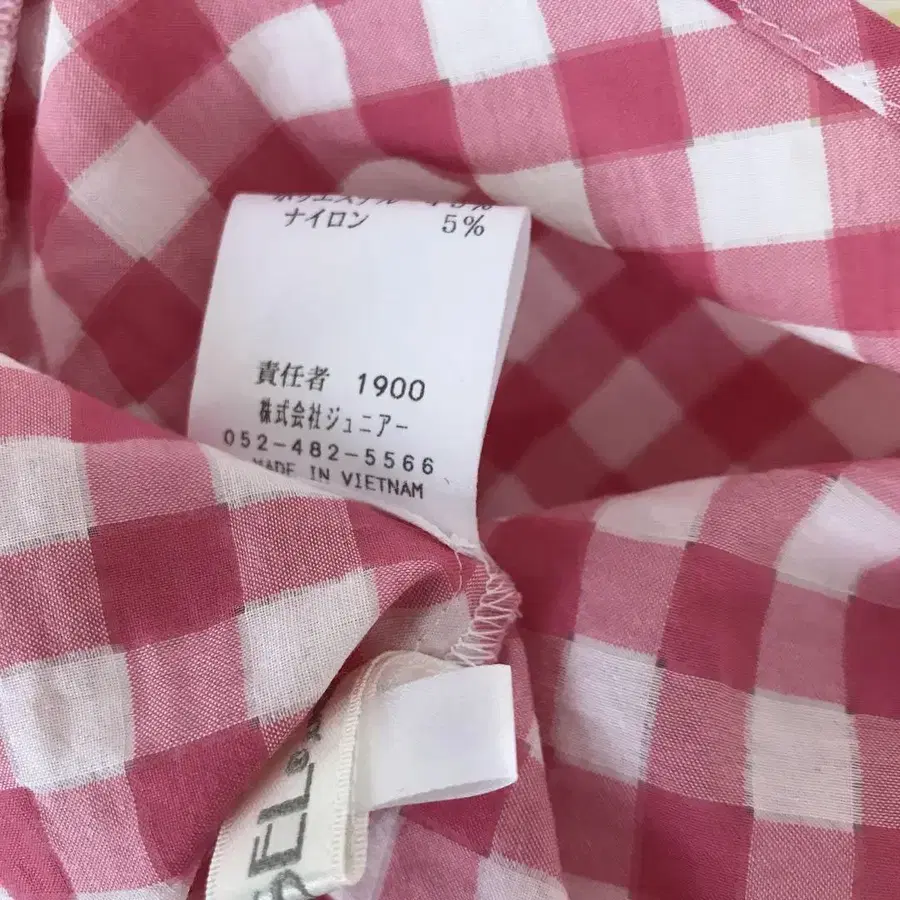 ナイロン 5%
責任者 1900
株式会社ジュニアー
052-482-5566
MADE IN VIETNAM